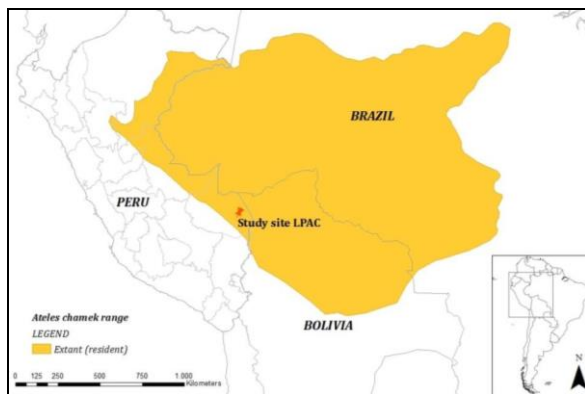 BRAZIL
PERU
Study site LPAC
BOLIVIA
Ateles chamek range
LEGEND
Extant (resident)
0 125 250 500 750 1.000
Kilometers
N